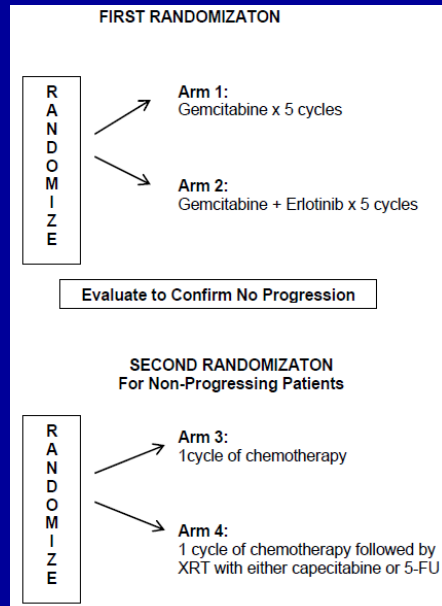 FIRST RANDOMIZATON
RANDOMIZE
Arm 1:
Gemcitabine x 5 cycles
Arm 2:
Gemcitabine + Erlotinib x 5 cycles
Evaluate to Confirm No Progression
SECOND RANDOMIZATON
For Non-Progressing Patients
RANDOMIZE
Arm 3:
1cycle of chemotherapy
Arm 4:
1 cycle of chemotherapy followed by
XRT with either capecitabine or 5-FU